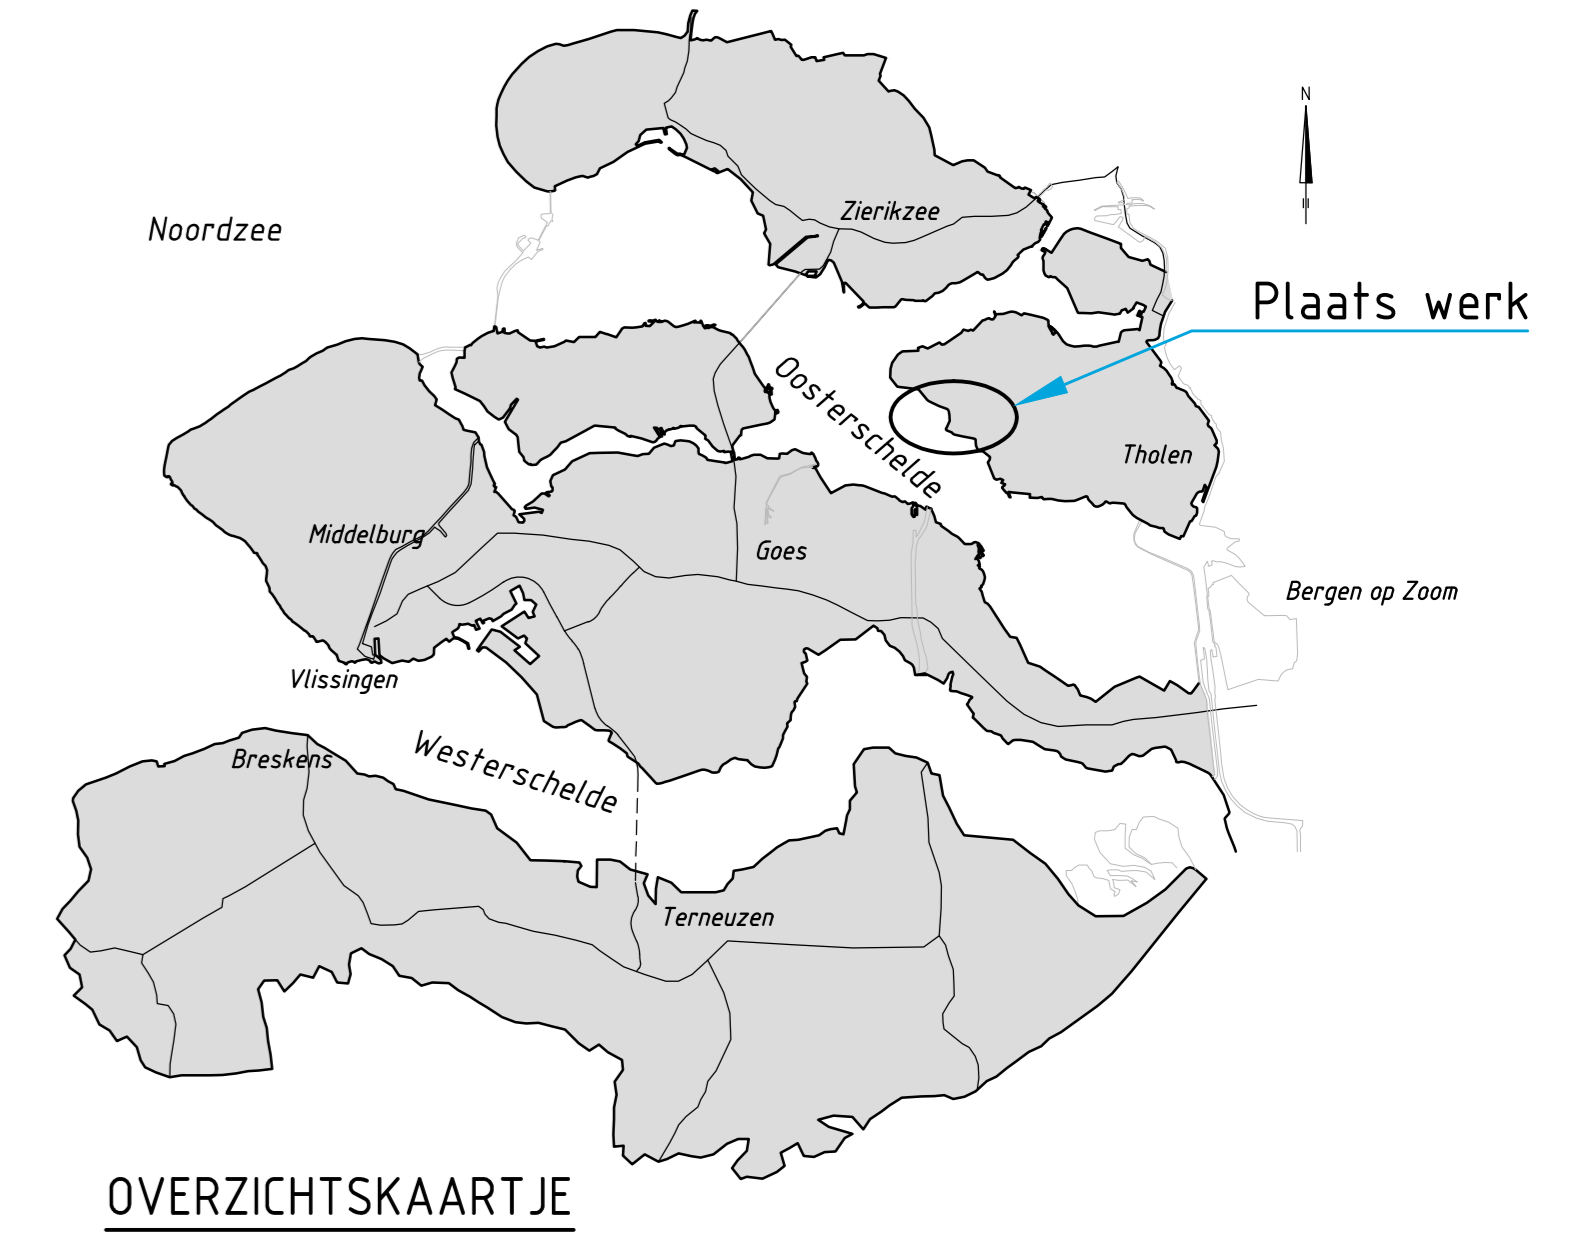 N
Zierikzee
Noordzee
Plaats werk
Oosterschelde
Tholen
Middelburg
Goes
Bergen op Zoom
Vlissingen
Westerschelde
Breskens
Terneuzen
OVERZICHTSKAARTJE